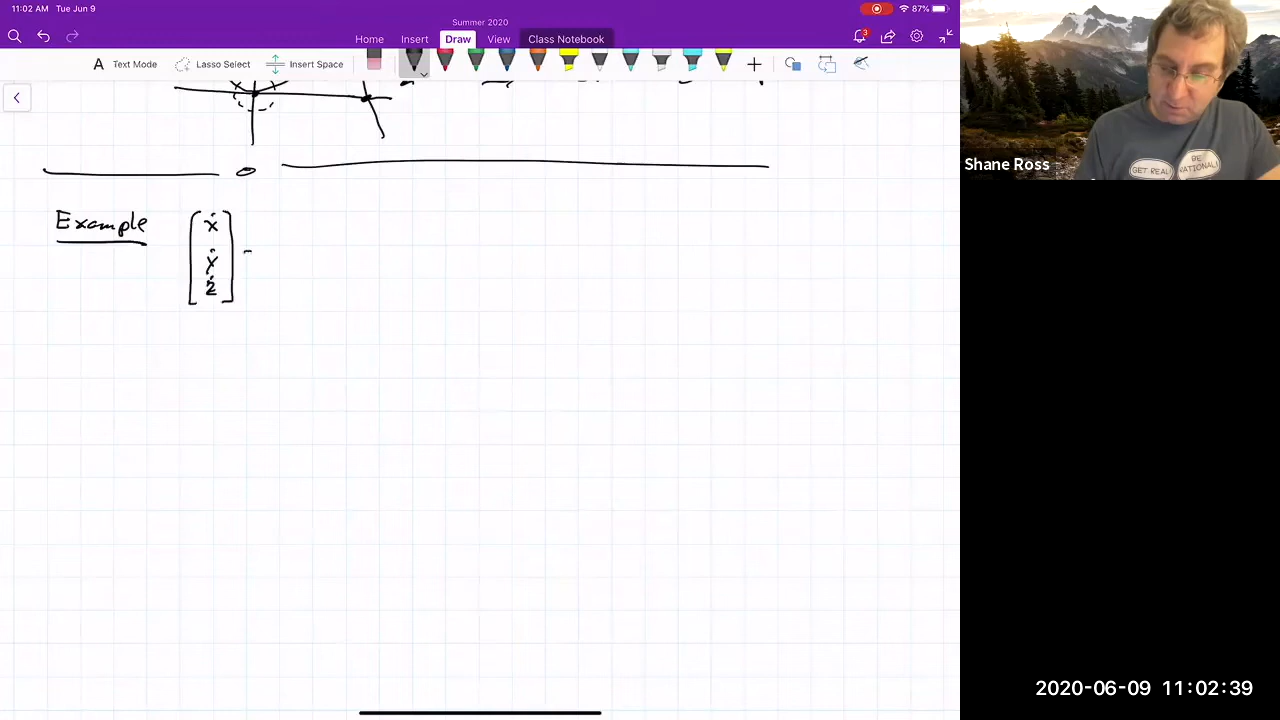 11:02 AM Tue Jun 9
87%
Summer 2020
Home Insert Draw View Class Notebook
3
A Text Mode Lasso Select Insert Space
Shane Ross
GET REAL!
BE RATIONAL!
Example
ẋ
ẏ
ż
2020-06-09 11:02:39